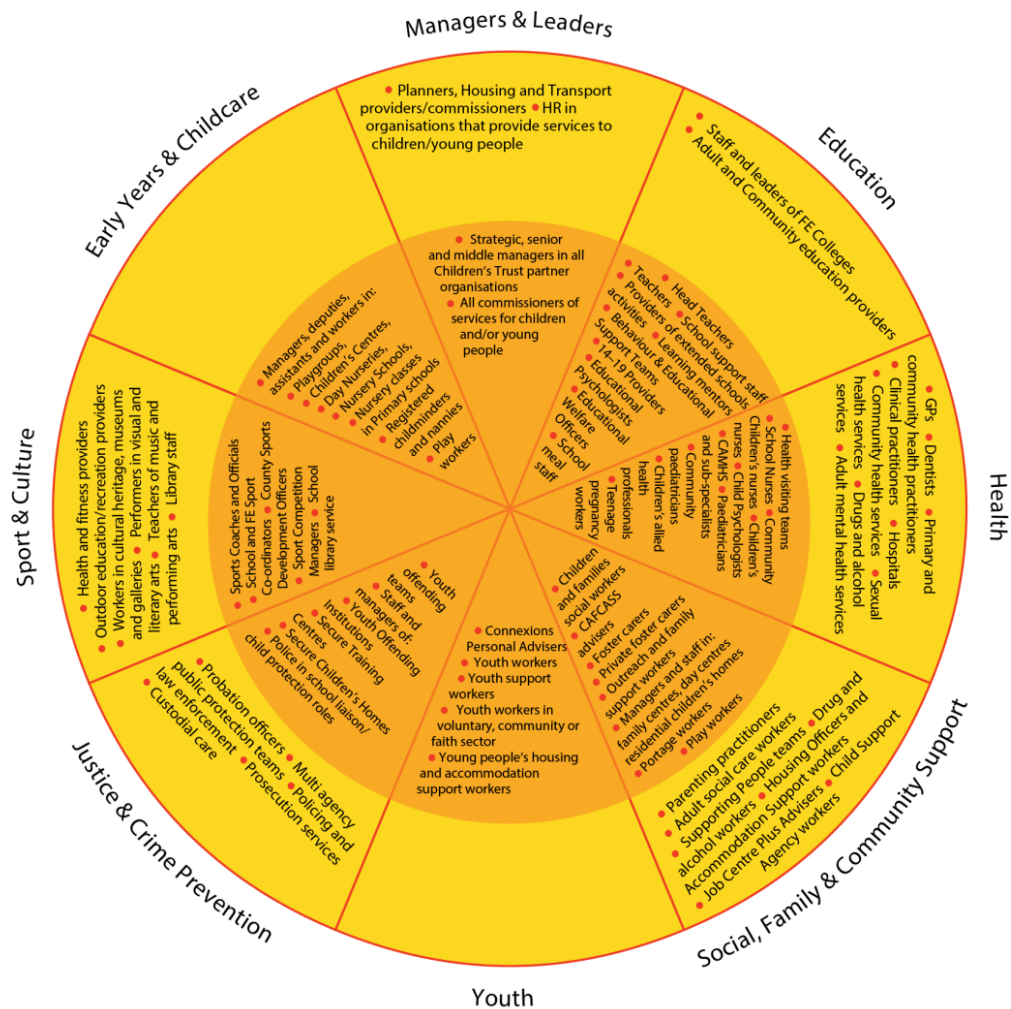 Managers & Leaders
• Planners, Housing and Transport
providers/commissioners • HR in
organisations that provide services to
children/young people
• Strategic, senior
and middle managers in all
Children's Trust partner
organisations
• All commissioners of
services for children
and/or young
people
Education
• Staff and leaders of FE Colleges
• Adult and Community education providers
• Head Teachers
• Teachers • School support staff
• Providers of extended schools
activities • Learning mentors
• Behaviour & Educational
Support Teams
• 14–19 Providers
• Educational
Psychologists
• Educational
Welfare
Officers
• School
meal
staff
Health
• GPs • Dentists • Primary and
community health practitioners
• Clinical practitioners • Hospitals
• Community health services • Sexual
health services • Drugs and alcohol
services • Adult mental health services
• Health visiting teams
• School Nurses • Community
Children's nurses • Children's
nurses • Child Psychologists
• CAMHS • Paediatricians
and sub-specialists
• Community
paediatricians
• Children's allied
health
professionals
• Teenage
pregnancy
workers
Social, Family & Community Support
• Children
and families
social workers
• CAFCASS
advisers
• Foster carers
• Private foster carers
• Outreach and family
support workers
• Managers and staff in:
family centres, day centres
residential children's homes
• Portage workers
• Play workers
• Parenting practitioners
• Adult social care workers
• Supporting People teams • Drug and
alcohol workers • Housing Officers and
Accommodation Support workers
• Job Centre Plus Advisers • Child Support
Agency workers
Youth
• Connexions
Personal Advisers
• Youth workers
• Youth support
workers
• Youth workers in
voluntary, community or
faith sector
• Young people's housing
and accommodation
support workers
Justice & Crime Prevention
• Youth
offending
teams
• Staff and
managers of:
• Youth Offending
Institutions
• Secure Training
Centres
• Secure Children's Homes
• Police in school liaison/
child protection roles
• Probation officers • Multi agency
public protection teams • Policing and
law enforcement • Prosecution services
• Custodial care
Sport & Culture
• Health and fitness providers
• Outdoor education/recreation providers
• Workers in cultural heritage, museums
and galleries • Performers in visual and
literary arts • Teachers of music and
performing arts • Library staff
• Sports Coaches and Officials
• School and FE Sport
Co-ordinators • County Sports
Development Officers
• Sport Competition
Managers • School
library service
Early Years & Childcare
• Managers, deputies,
assistants and workers in:
• Playgroups,
• Children's Centres,
• Day Nurseries,
• Nursery Schools,
• Nursery classes
in Primary schools
• Registered
childminders
and nannies
• Play
workers